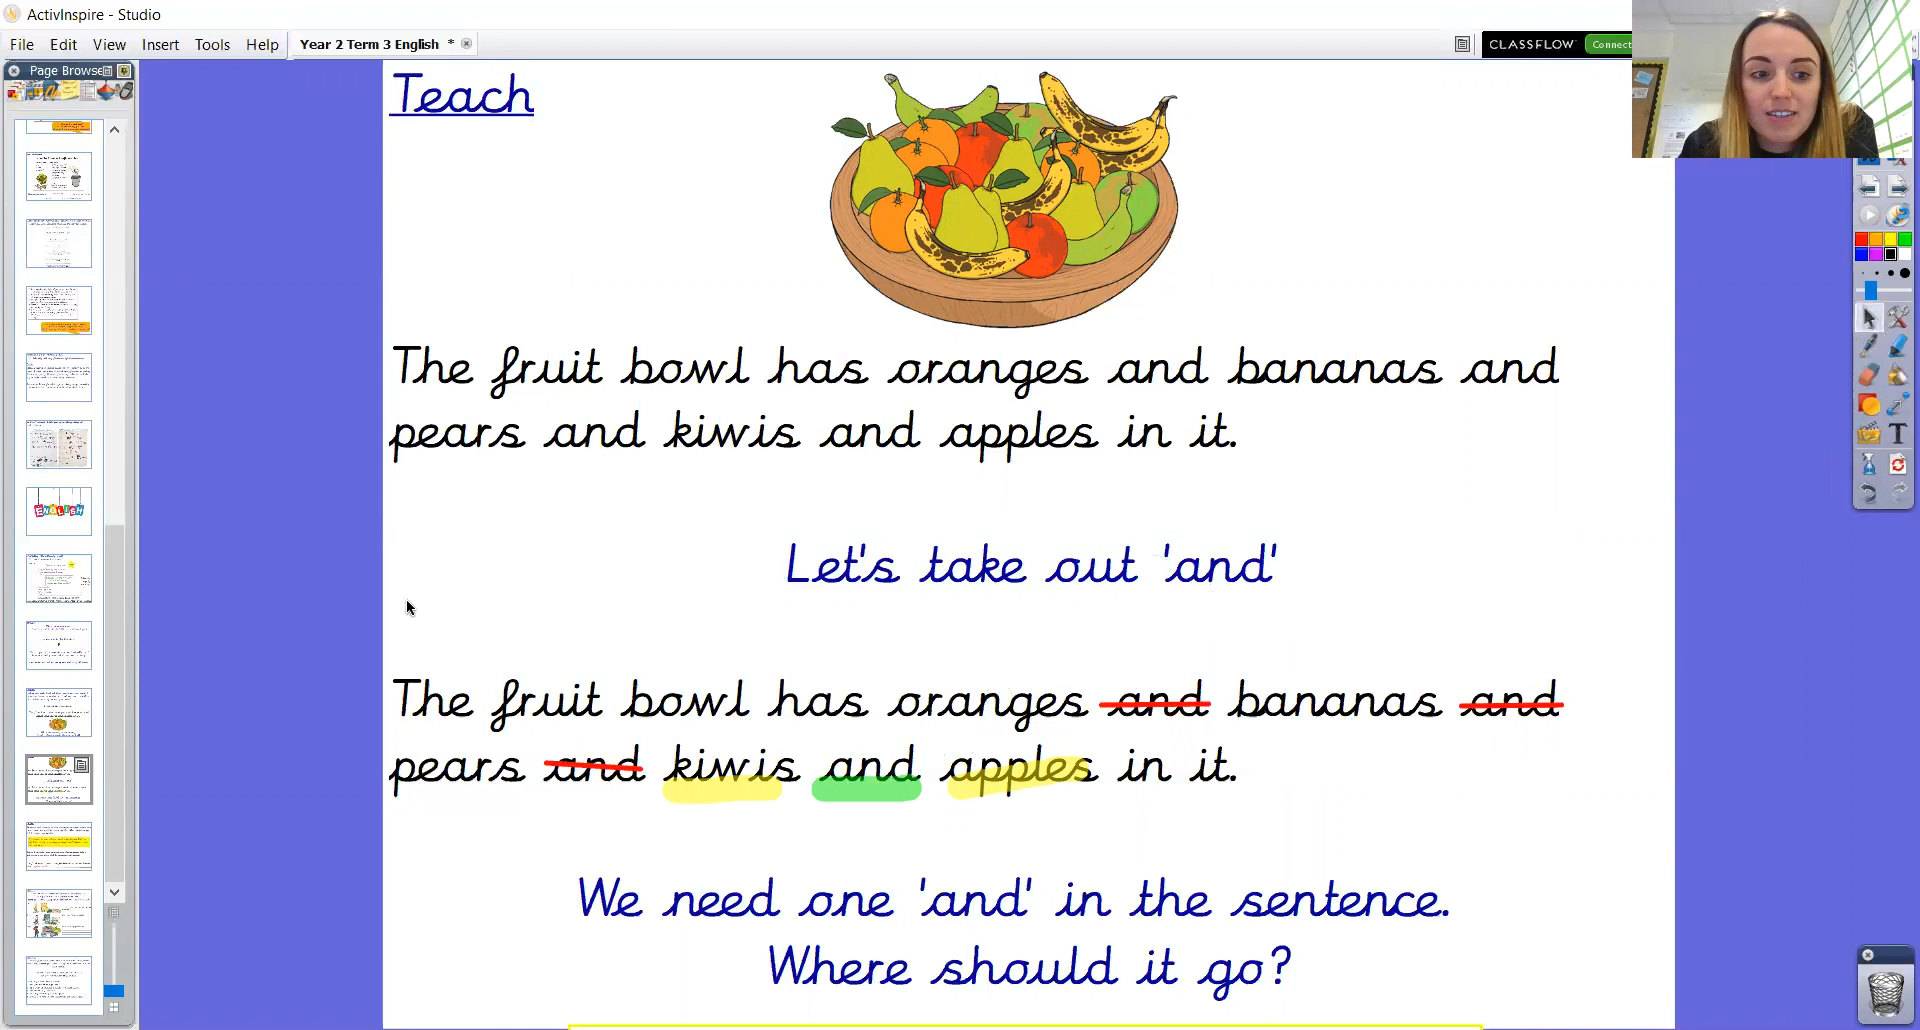 ActivInspire - Studio
File Edit View Insert Tools Help Year 2 Term 3 English *
CLASSFLOW Connect
Page Browse
Teach
The fruit bowl has oranges and bananas and
pears and kiwis and apples in it.
Let's take out 'and'
The fruit bowl has oranges and bananas and
pears and kiwis and apples in it.
We need one 'and' in the sentence.
Where should it go?
ENGLISH
T